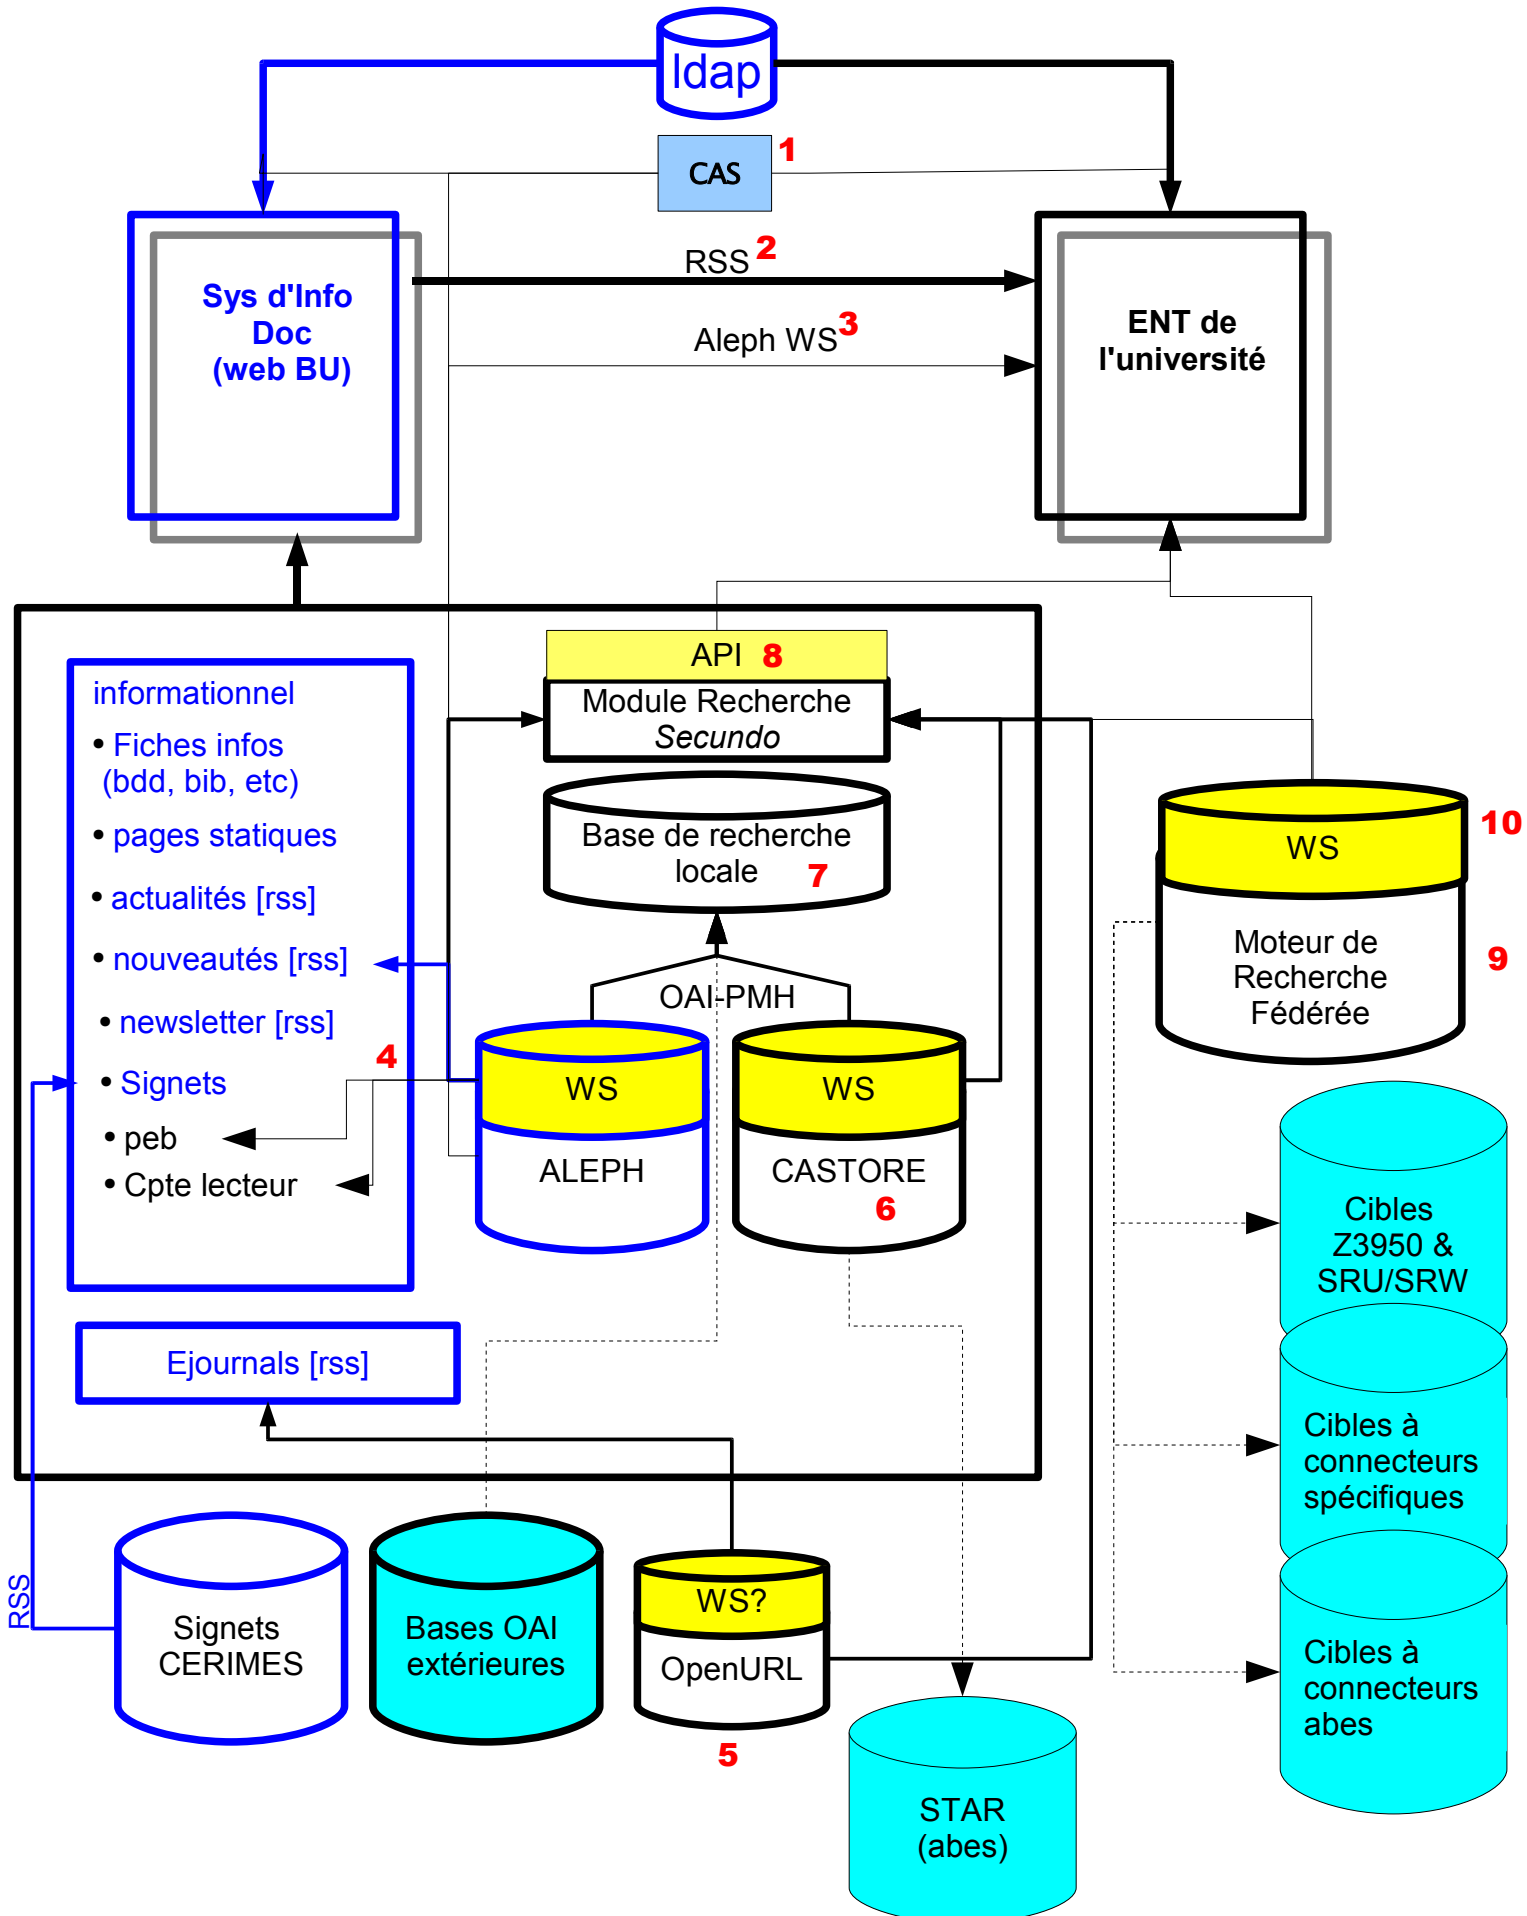 ldap
CAS
1
RSS 2
Aleph WS 3
Sys d'Info
Doc
(web BU)
ENT de
l'université
API 8
Module Recherche
Secundo
informationnel
• Fiches infos
(bdd, bib, etc)
• pages statiques
• actualités [rss]
• nouveautés [rss]
• newsletter [rss]
• Signets
• peb
• Cpte lecteur
4
Base de recherche
locale 7
OAI-PMH
WS
ALEPH
WS
CASTORE
6
WS
10
Moteur de
Recherche
Fédérée
9
Cibles
Z3950 &
SRU/SRW
Cibles à
connecteurs
spécifiques
Cibles à
connecteurs
abes
Ejournals [rss]
RSS
Signets
CERIMES
Bases OAI
extérieures
WS?
OpenURL
5
STAR
(abes)